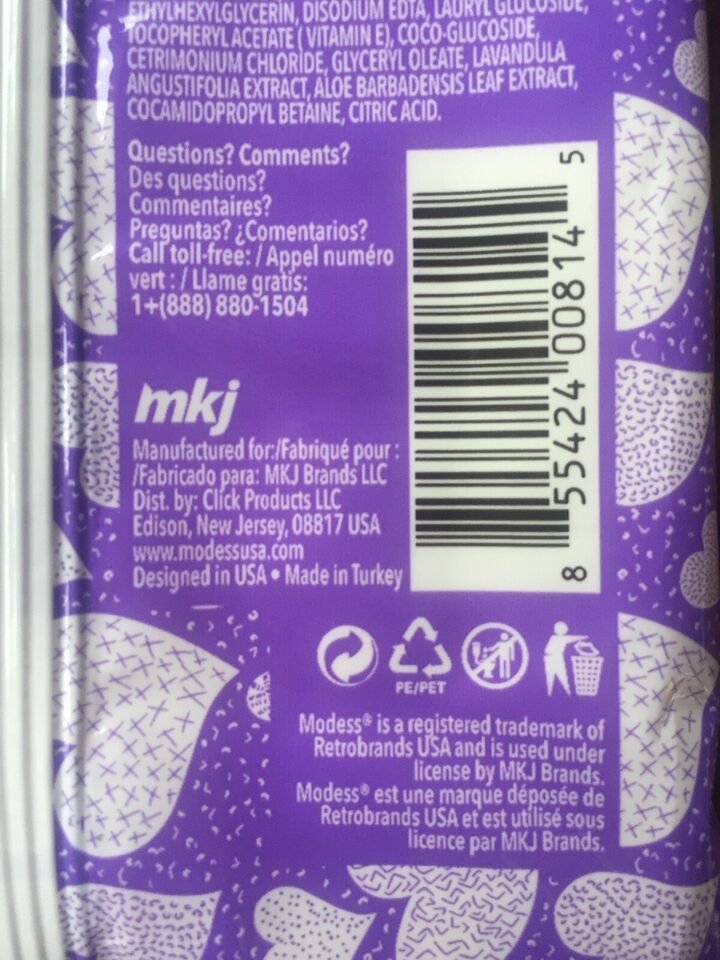 ETHYLHEXYLGLYCERIN, DISODIUM EDTA, LAURYL GLUCOSIDE,
TOCOPHERYL ACETATE ( VITAMIN E), COCO-GLUCOSIDE,
CETRIMONIUM CHLORIDE, GLYCERYL OLEATE, LAVANDULA
ANGUSTIFOLIA EXTRACT, ALOE BARBADENSIS LEAF EXTRACT,
COCAMIDOPROPYL BETAINE, CITRIC ACID.
Questions? Comments?
Des questions?
Commentaires?
Preguntas? ¿Comentarios?
Call toll-free: / Appel numéro
vert : / Llame gratis:
1+(888) 880-1504
mkj
Manufactured for:/Fabriqué pour :
/Fabricado para: MKJ Brands LLC
Dist. by: Click Products LLC
Edison, New Jersey, 08817 USA
www.modessusa.com
Designed in USA • Made in Turkey
8 55424 00814 5
PE/PET
Modess® is a registered trademark of
Retrobrands USA and is used under
license by MKJ Brands.
Modess® est une marque déposée de
Retrobrands USA et est utilisé sous
licence par MKJ Brands.